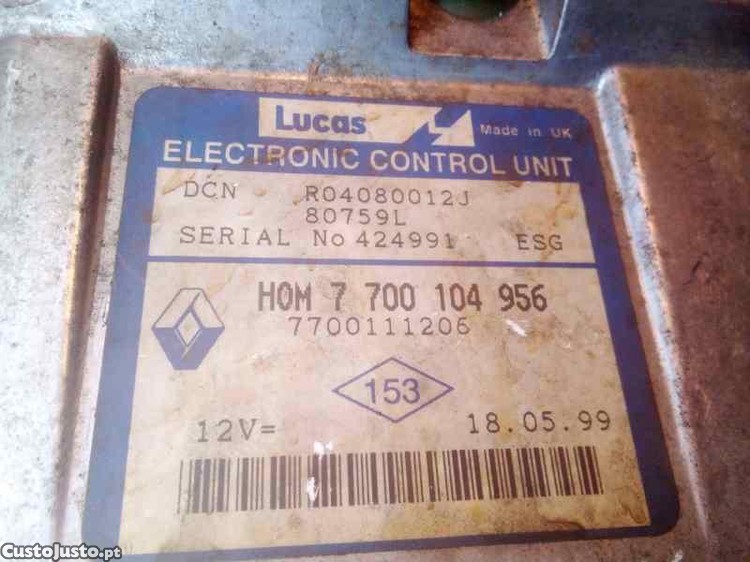 Lucas Made in UK
ELECTRONIC CONTROL UNIT
DCN R04080012J
80759L
SERIAL No 424991 ESG
HOM 7 700 104 956
7700111206
153
12V= 18.05.99
CustoJusto.pt